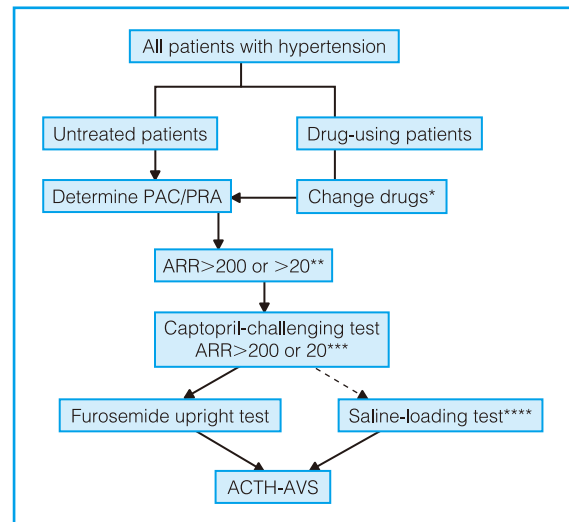 All patients with hypertension
Untreated patients
Drug-using patients
Determine PAC/PRA
Change drugs*
ARR>200 or >20**
Captopril-challenging test
ARR>200 or 20***
Furosemide upright test
Saline-loading test****
ACTH-AVS